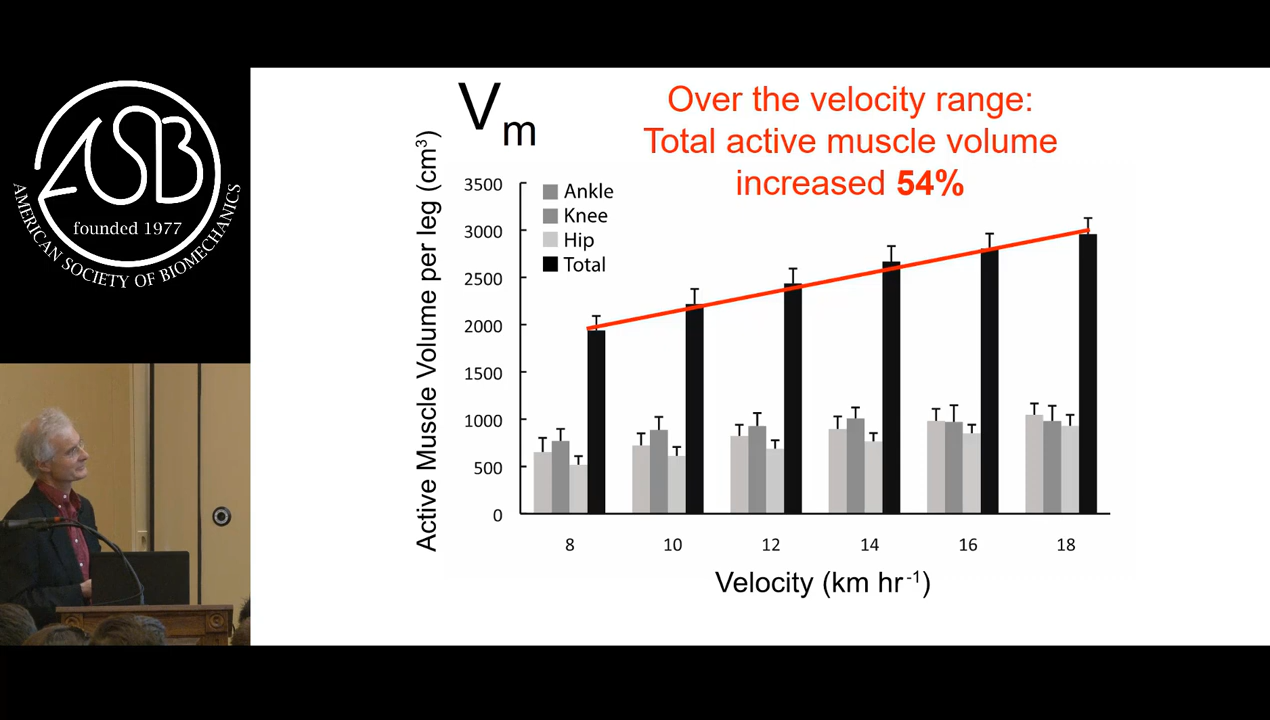 ASB
founded 1977
AMERICAN SOCIETY OF BIOMECHANICS
Vm
Over the velocity range:
Total active muscle volume
increased 54%
Active Muscle Volume per leg (cm³)
3500
3000
2500
2000
1500
1000
500
0
Ankle
Knee
Hip
Total
8 10 12 14 16 18
Velocity (km hr⁻¹)